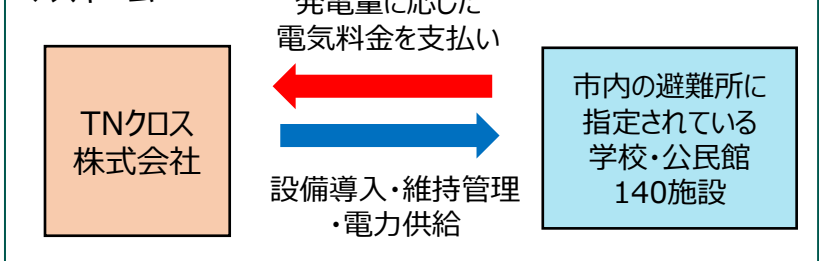 発電量に応じた
電気料金を支払い
TNクロス
株式会社
設備導入・維持管理
・電力供給
市内の避難所に
指定されている
学校・公民館
140施設